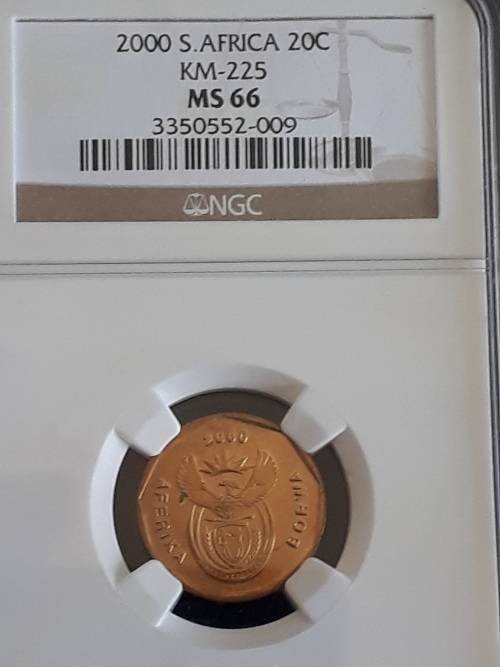 2000 S.AFRICA 20C
KM-225
MS 66
3350552-009
NGC
2000
AFERIKA
BORWA